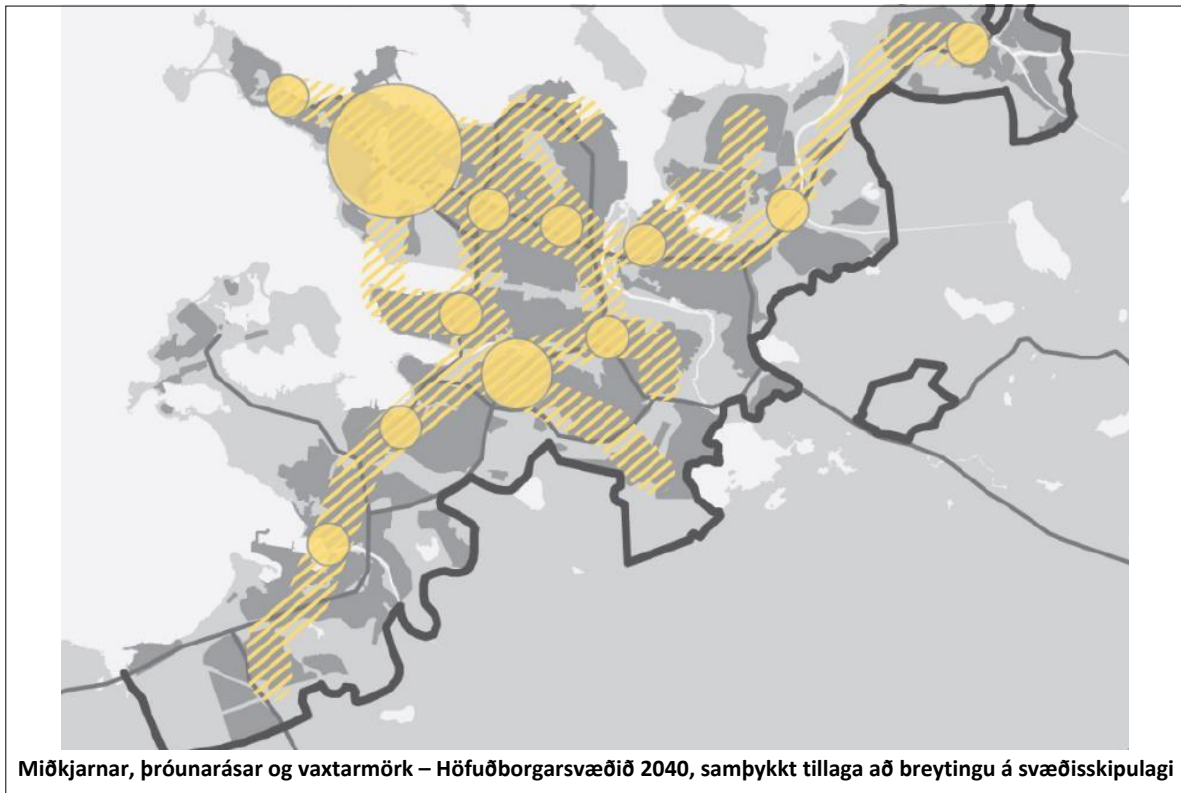 Miðkjarnar, þróunarásar og vaxtarmörk – Höfuðborgarsvæðið 2040, samþykkt tillaga að breytingu á svæðisskipulagi